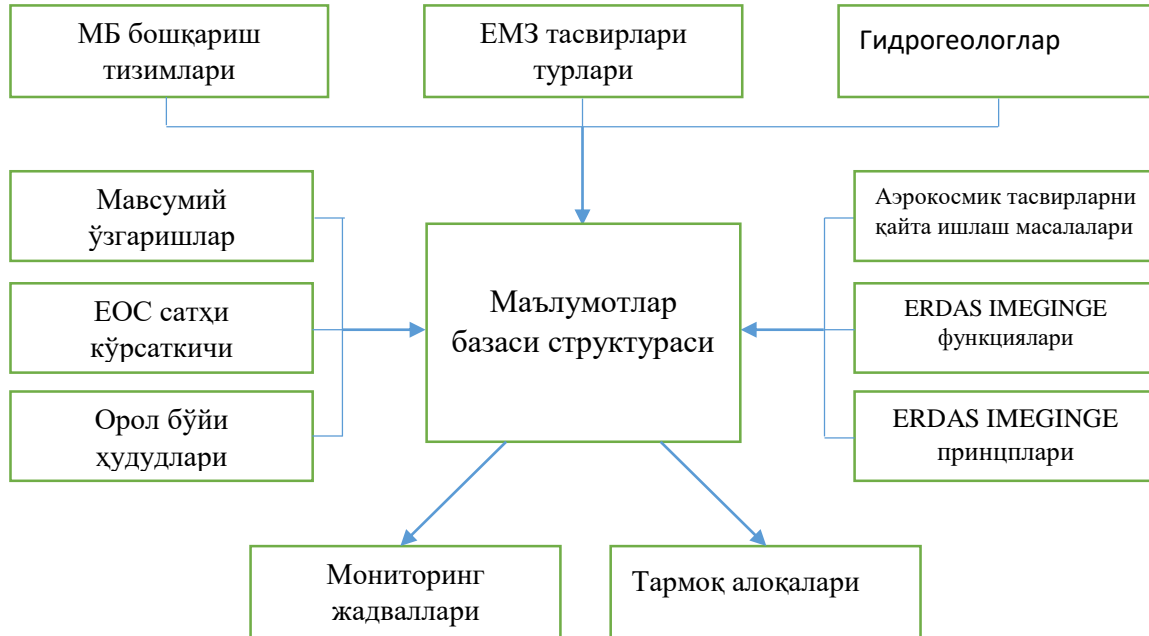 МБ бошқариш
тизимлари
ЕМЗ тасвирлари
турлари
Гидрогеологлар
Мавсумий
ўзгаришлар
ЕОС сатҳи
кўрсаткичи
Орол бўйи
ҳудудлари
Маълумотлар
базаси структураси
Аэрокосмик тасвирларни
қайта ишлаш масалалари
ERDAS IMEGINGE
функциялари
ERDAS IMEGINGE
принцплари
Мониторинг
жадваллари
Тармоқ алоқалари